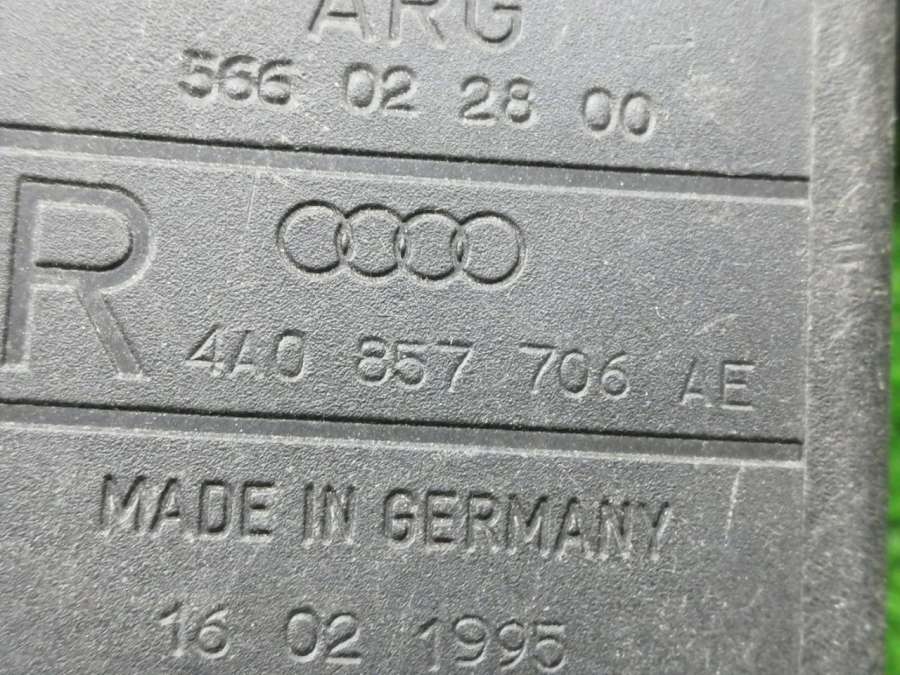 ARG
566 02 28 00
R
4A0 857 706 AE
MADE IN GERMANY
16 02 1995